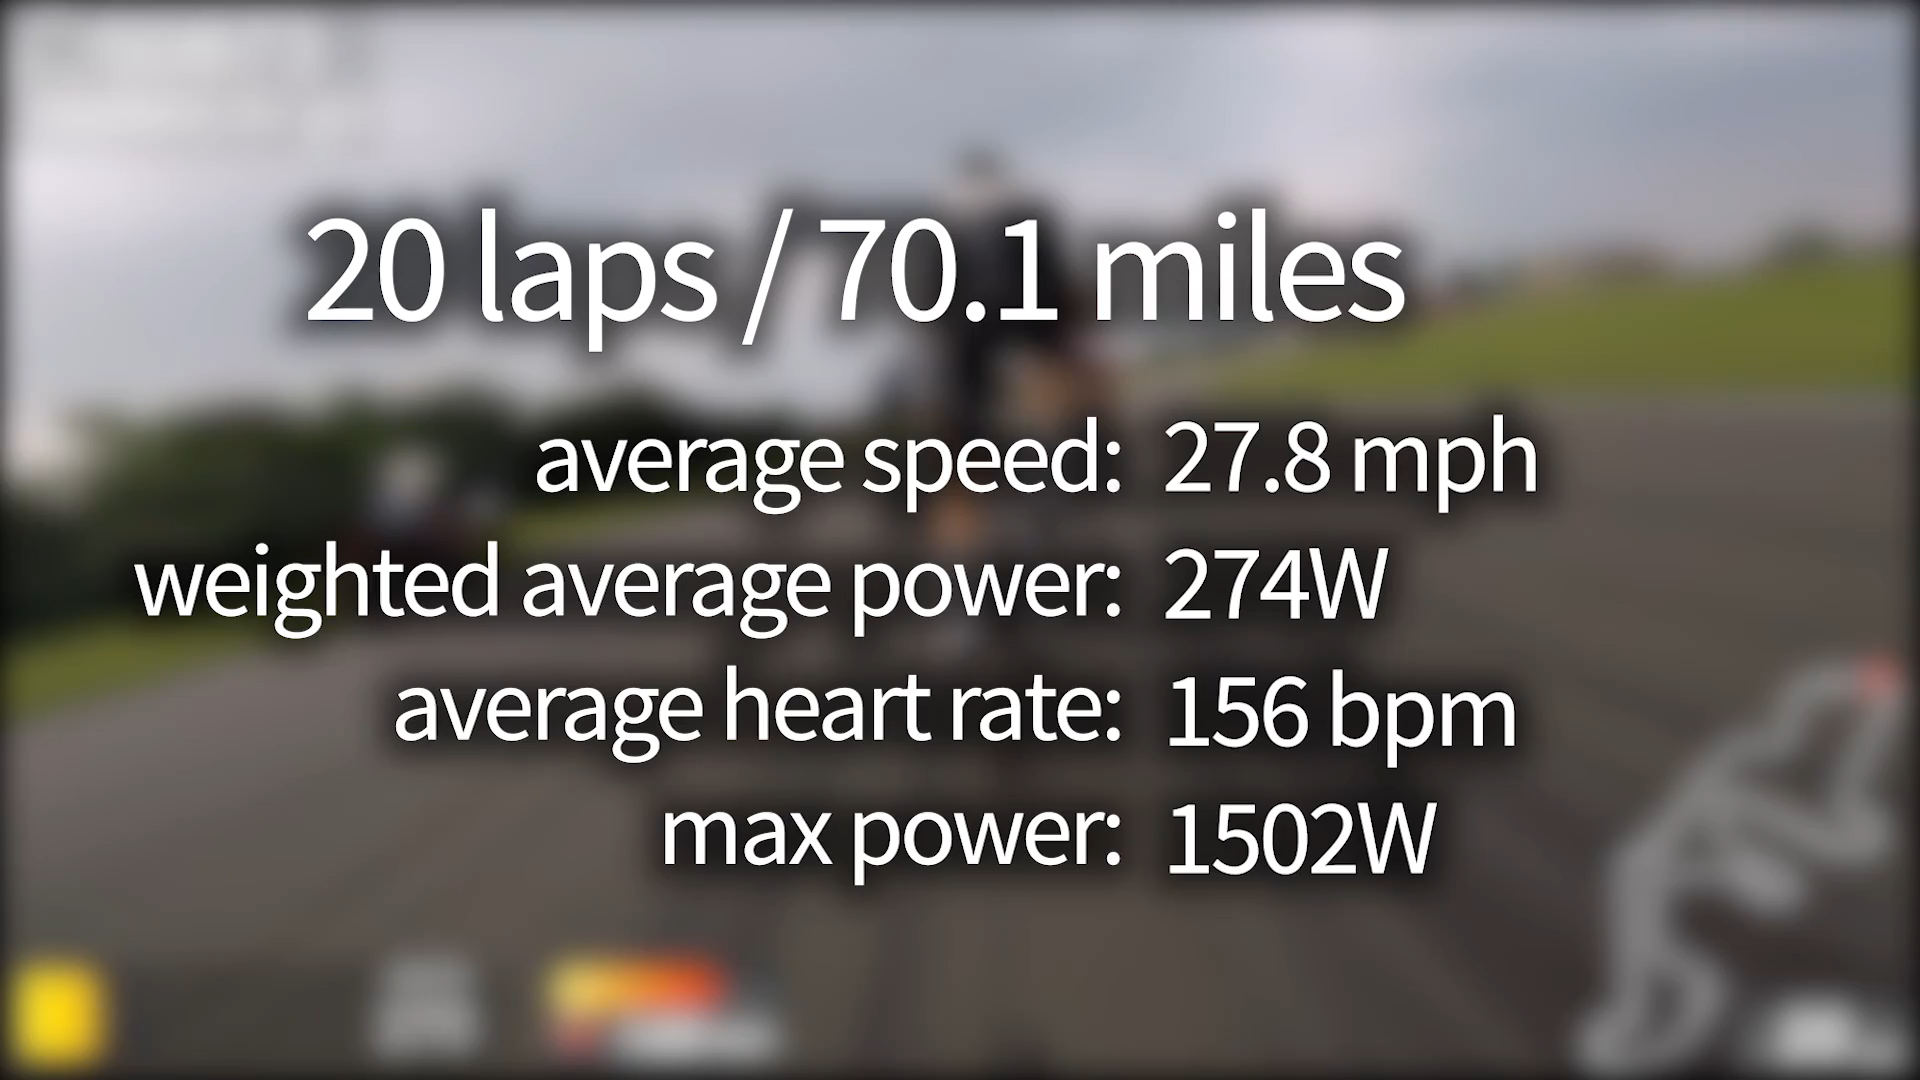 20 laps / 70.1 miles
average speed: 27.8 mph
weighted average power: 274W
average heart rate: 156 bpm
max power: 1502W